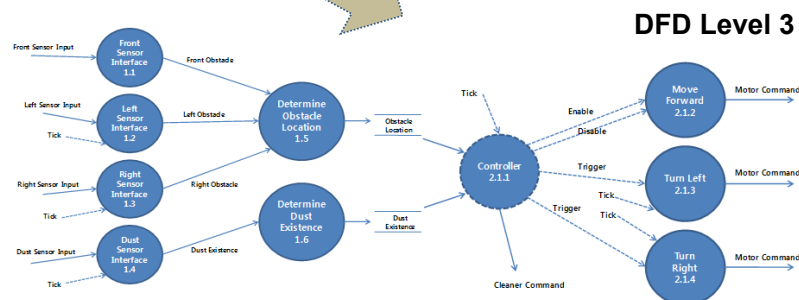 DFD Level 3
Front Sensor Input
Front
Sensor
Interface
1.1
Front Obstade
Left Sensor Input
Tick
Left
Sensor
Interface
1.2
Left Obstade
Right Sensor Input
Tick
Right
Sensor
Interface
1.3
Right Obstade
Dust Sensor Input
Tick
Dust
Sensor
Interface
1.4
Dust Existence
Determine
Obstacle
Location
1.5
Determine
Dust
Existence
1.6
Obstacle
Location
Dust
Existence
Tick
Controller
2.1.1
Cleaner Command
Enable
Disable
Trigger
Trigger
Tick
Tick
Move
Forward
2.1.2
Motor Command
Turn Left
2.1.3
Motor Command
Turn
Right
2.1.4
Motor Command